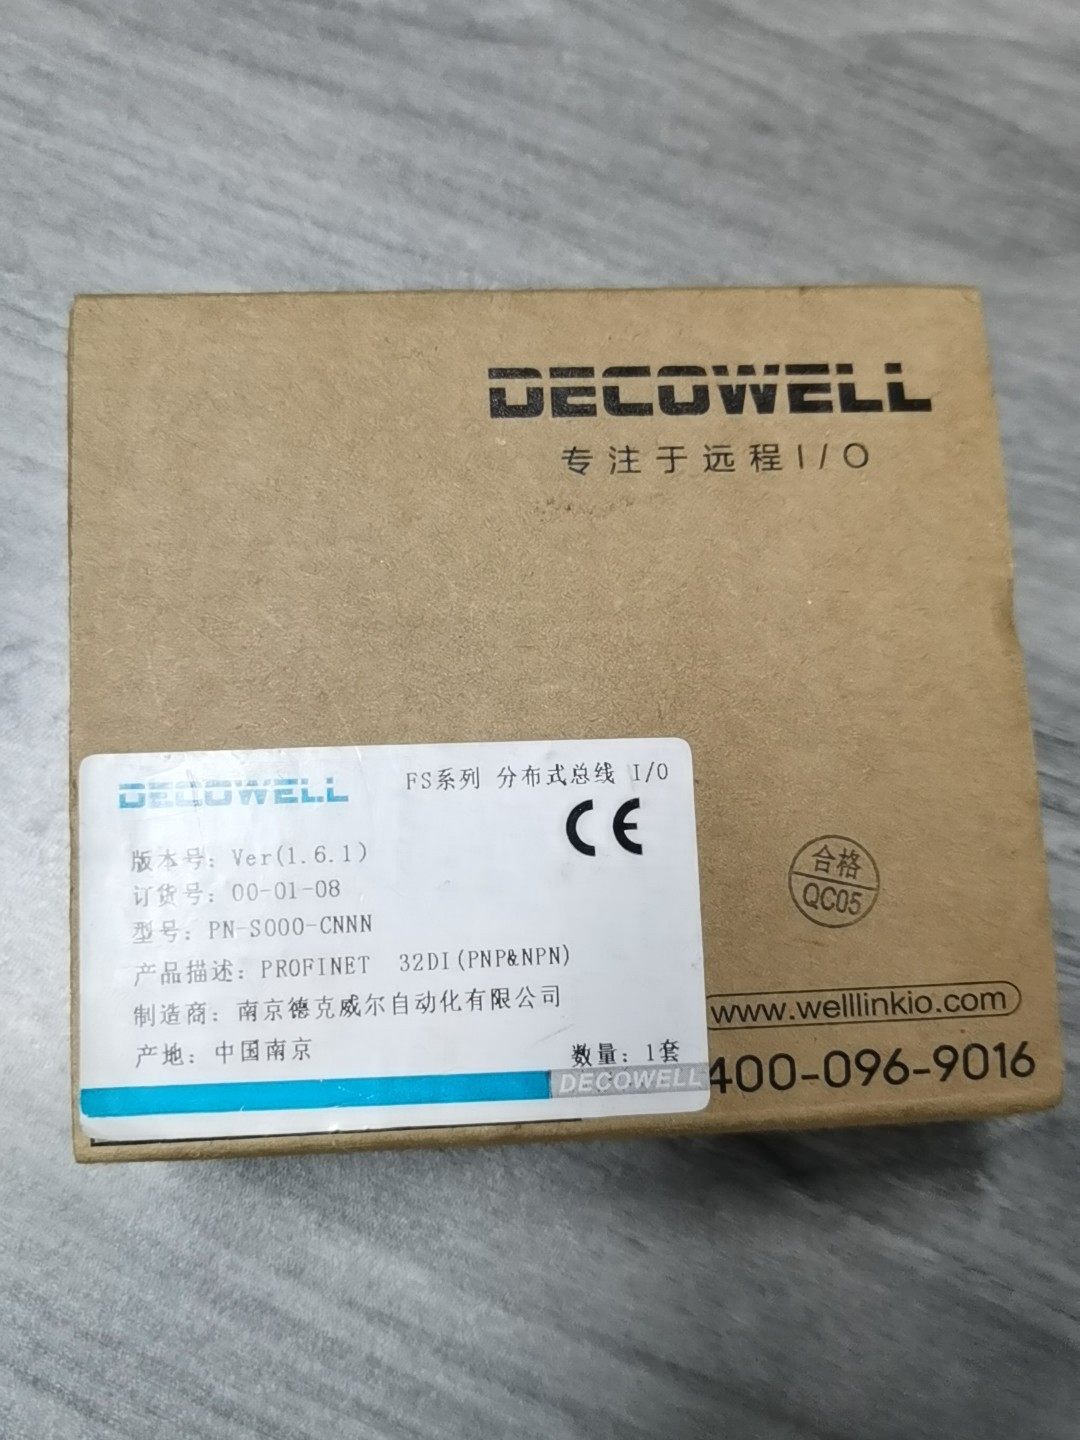 DECOWELL
专注于远程I/O
DECOWELL
FS系列 分布式总线 I/O
CE
版本号：Ver(1.6.1)
订货号：00-01-08
型号：PN-S000-CNNN
产品描述：PROFINET 32DI(PNP&NPN)
制造商：南京德克威尔自动化有限公司
产地：中国南京
数量：1套
DECOWELL
合格
QC05
www.welllinkio.com
400-096-9016